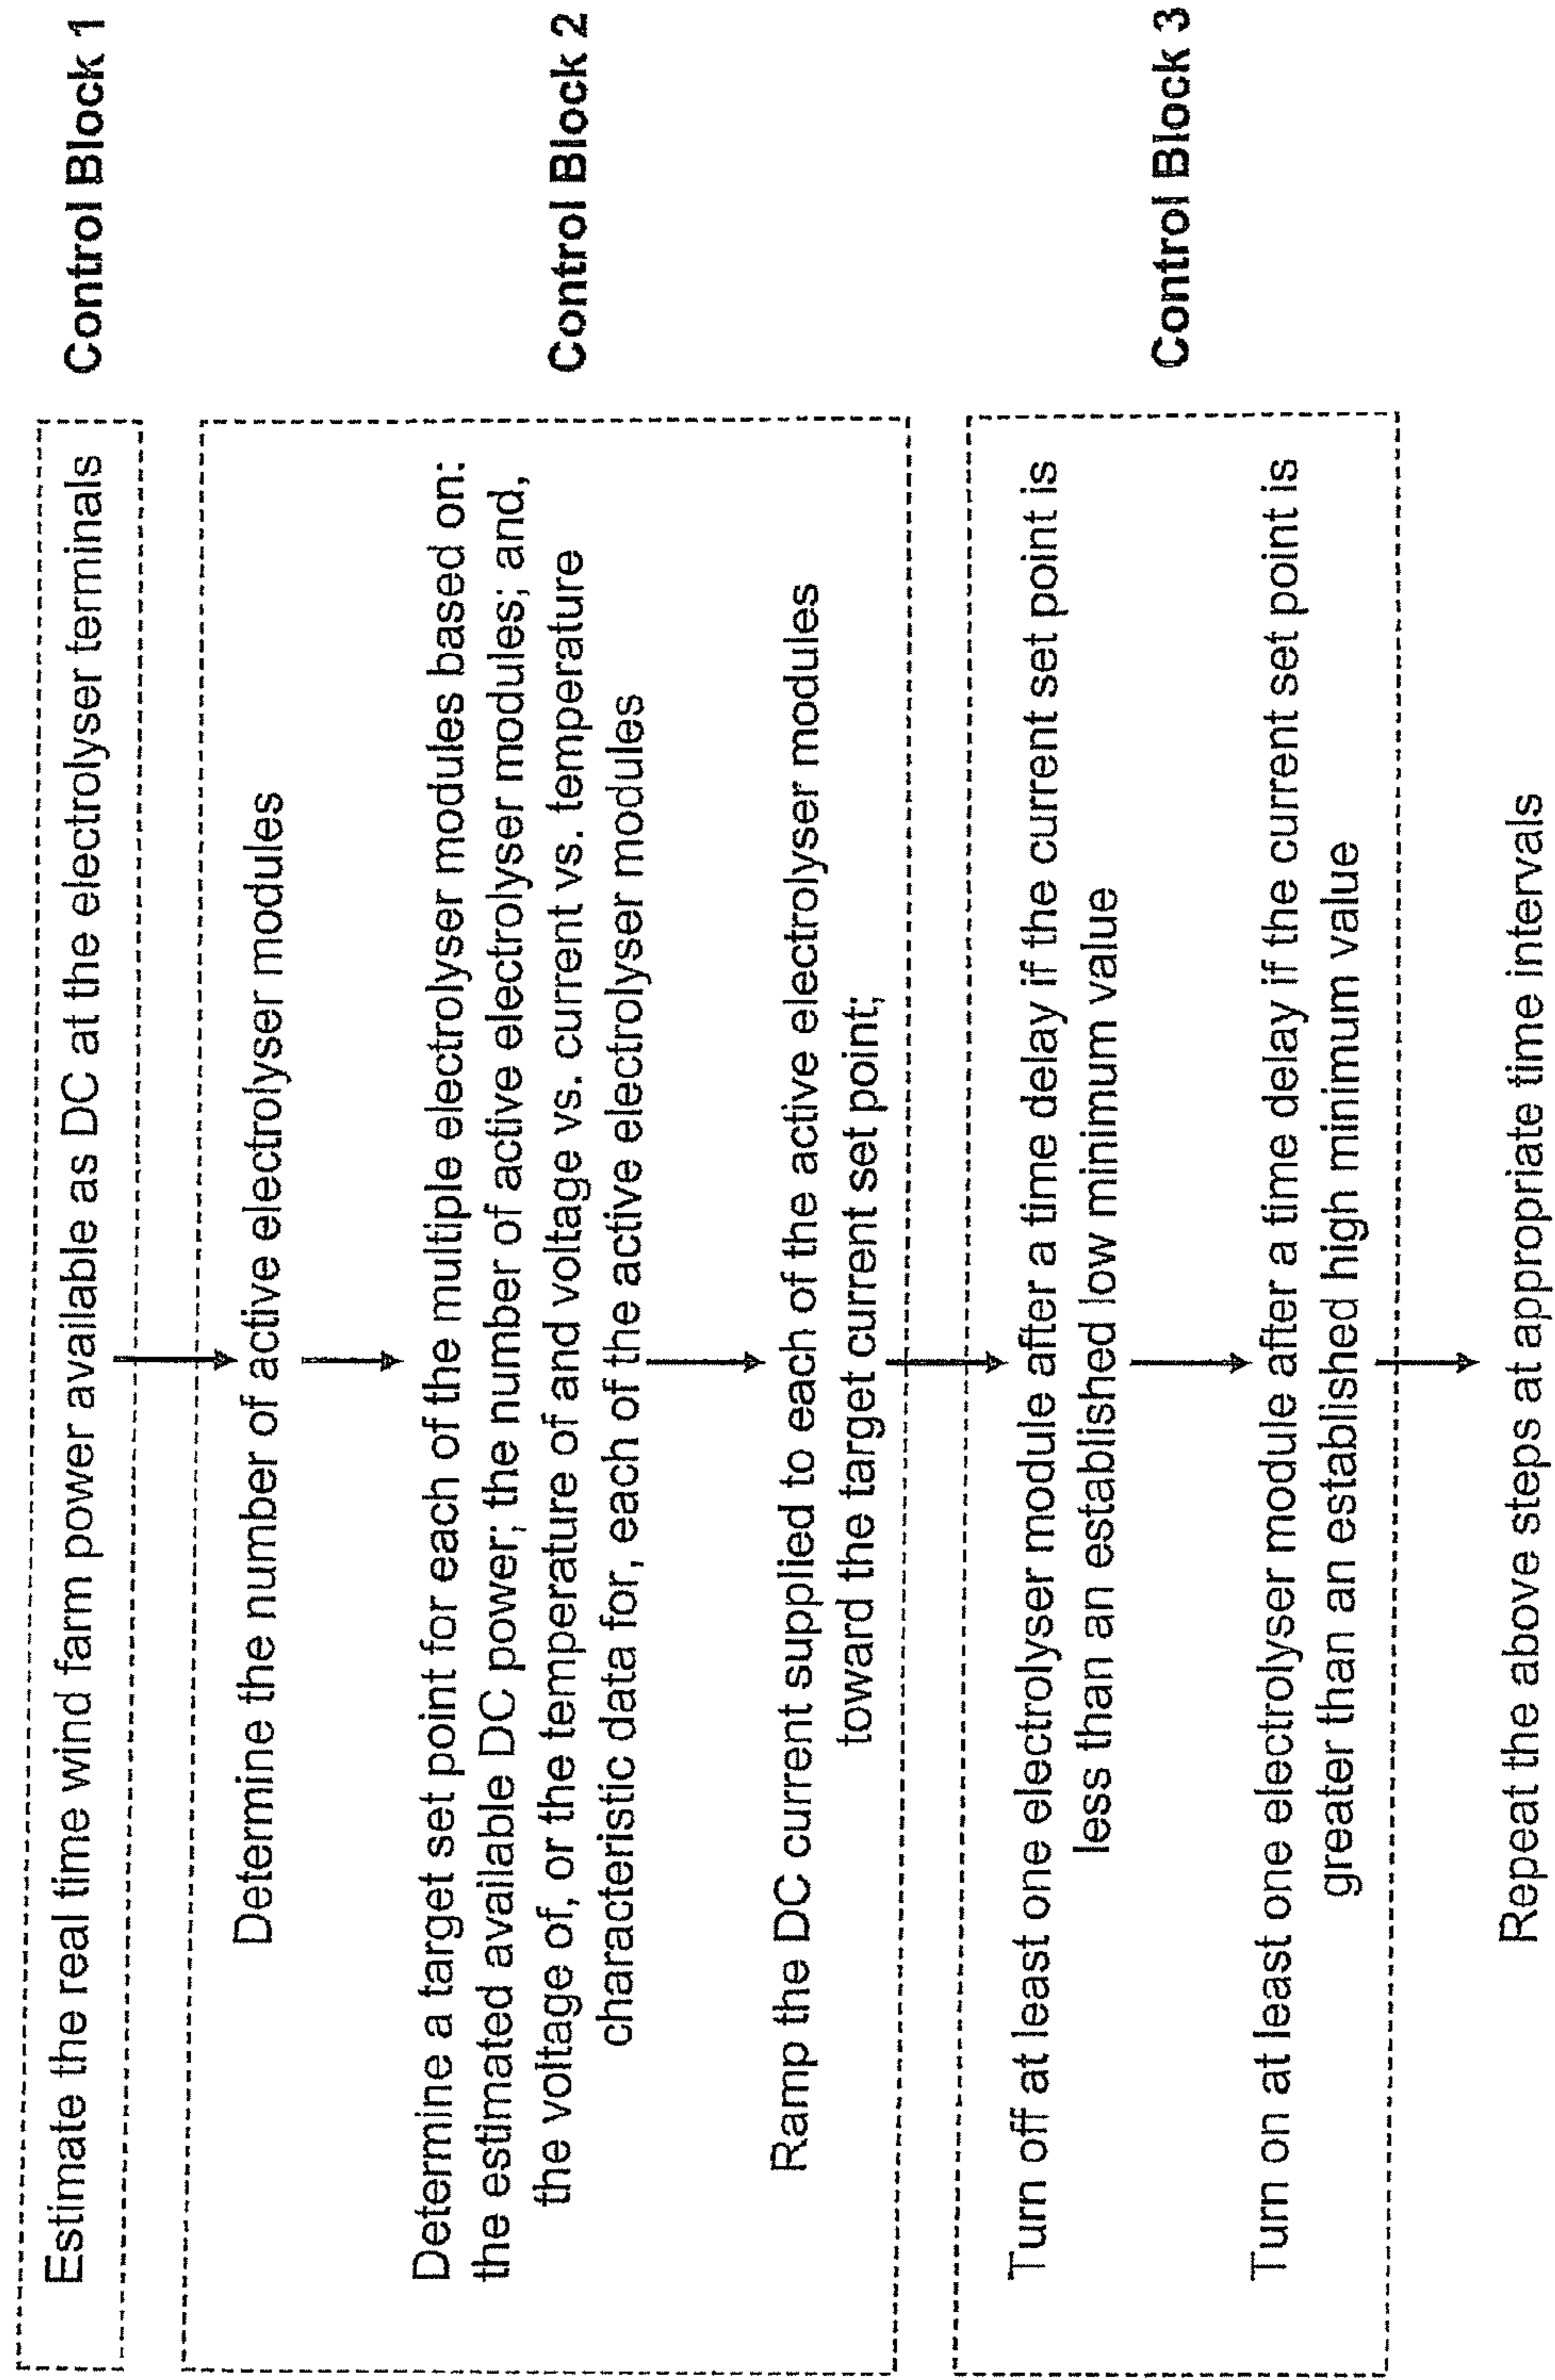 Estimate the real time wind farm power available as DC at the electrolyser terminals
Control Block 1
Determine the number of active electrolyser modules
Determine a target set point for each of the multiple electrolyser modules based on:
the estimated available DC power; the number of active electrolyser modules; and,
the voltage of, or the temperature of and voltage vs. current vs. temperature
characteristic data for, each of the active electrolyser modules
Control Block 2
Ramp the DC current supplied to each of the active electrolyser modules
toward the target current set point;
Turn off at least one electrolyser module after a time delay if the current set point is
less than an established low minimum value
Control Block 3
Turn on at least one electrolyser module after a time delay if the current set point is
greater than an established high minimum value
Repeat the above steps at appropriate time intervals